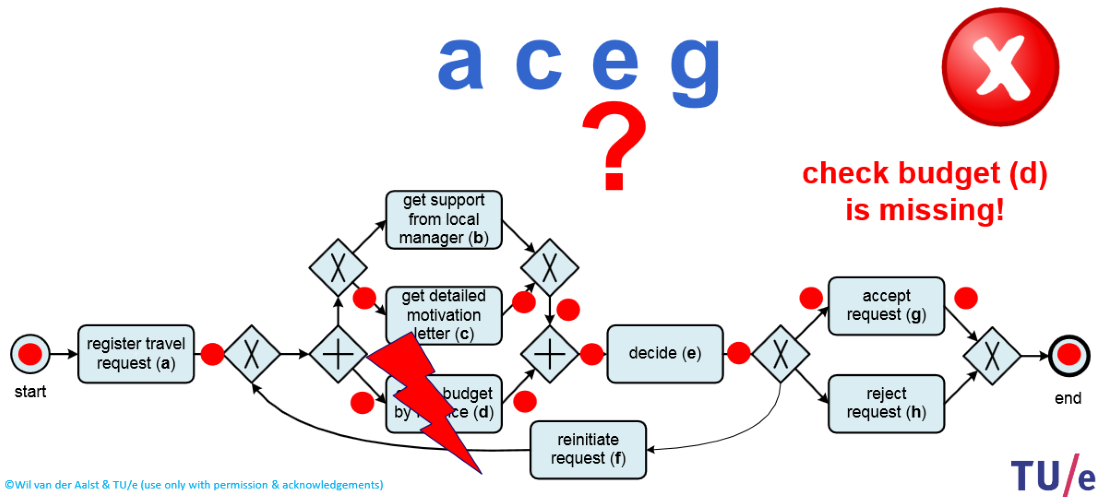 a c e g
?
X
check budget (d)
is missing!
get support
from local
manager (b)
X
X
get detailed
motivation
letter (c)
register travel
request (a)
X
+
+
decide (e)
X
accept
request (g)
X
start
budget
by (d)
reject
request (h)
end
reinitiate
request (f)
©Wil van der Aalst & TU/e (use only with permission & acknowledgements)
TU/e